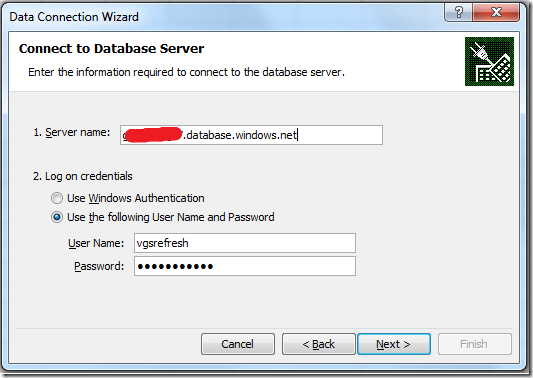 Data Connection Wizard
Connect to Database Server
Enter the information required to connect to the database server.
1. Server name: .database.windows.net
2. Log on credentials
Use Windows Authentication
Use the following User Name and Password
User Name: vgsrefresh
Password: ●●●●●●●●●●●
Cancel < Back Next > Finish